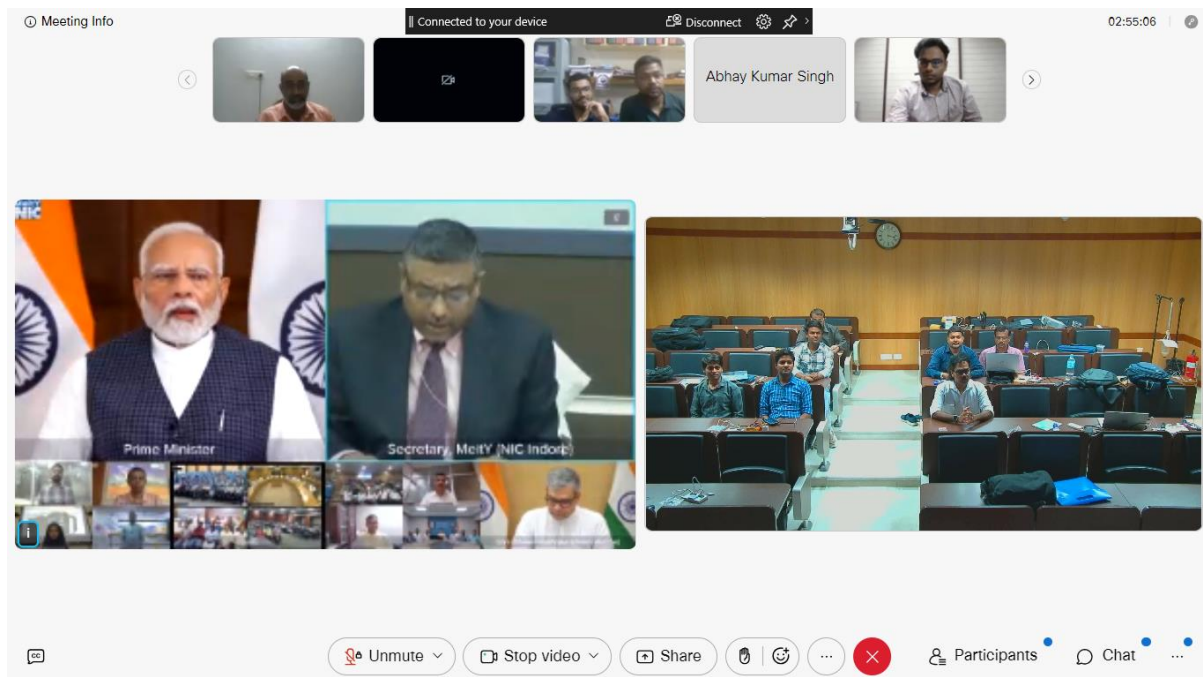 Meeting Info
Connected to your device
Disconnect
02:55:06
Abhay Kumar Singh
NIC
Prime Minister
Secretary, MeitY (NIC Indore)
i
CC
Unmute
Stop video
Share
Participants
Chat